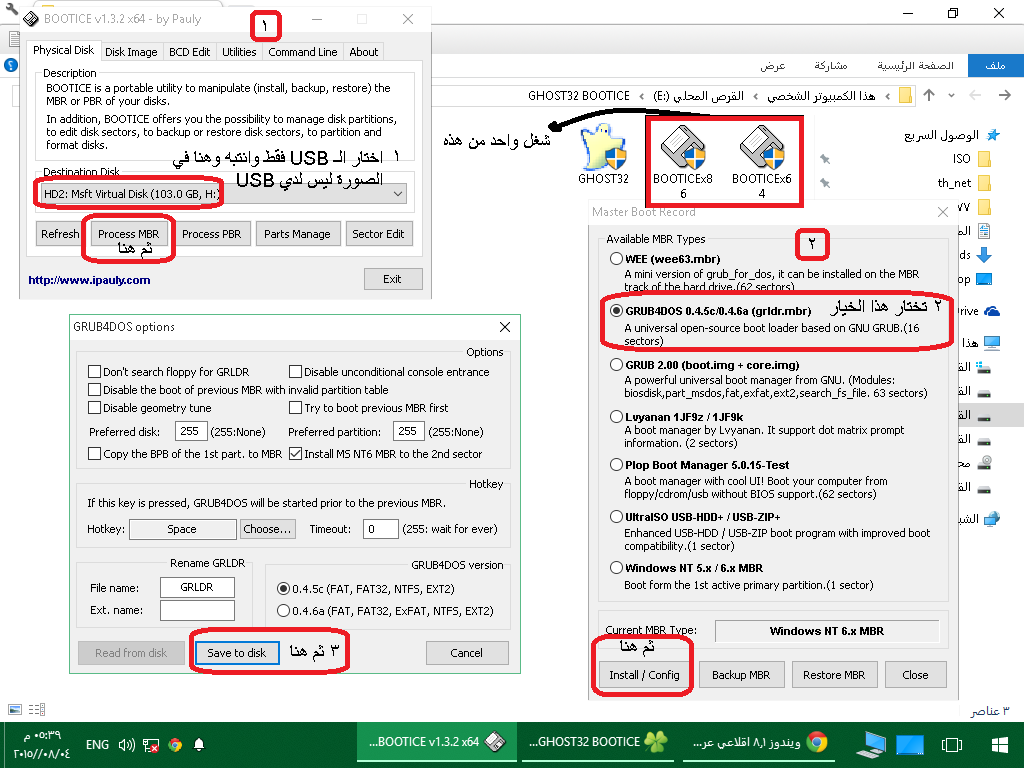 BOOTICE v1.3.2 x64 - by Pauly
١
Physical Disk
Disk Image
BCD Edit
Utilities
Command Line
About
Description
BOOTICE is a portable utility to manipulate (install, backup, restore) the
MBR or PBR of your disks.
In addition, BOOTICE offers you the possibility to manage disk partitions,
to edit disk sectors, to backup or restore disk sectors, to partition and
format disks.
١ اختار الـ USB فقط وانتبه وهنا في
الصورة ليس لدي USB
Destination Disk
HD2: Msft Virtual Disk (103.0 GB, H:)
Refresh
Process MBR
Process PBR
Parts Manage
Sector Edit
ثم هنا
http://www.ipauly.com
Exit
ملف
الصفحة الرئيسية
مشاركة
عرض
هذا الكمبيوتر الشخصي
القرص المحلي (E:)
GHOST32 BOOTICE
شغل واحد من هذه
GHOST32
BOOTICEx8
6
BOOTICEx6
4
الوصول السريع
ISO
th_net
هذا
٣ عناصر
Master Boot Record
٢
Available MBR Types
WEE (wee63.mbr)
A mini version of grub_for_dos, it can be installed on the MBR
track of the hard drive.(62 sectors)
GRUB4DOS 0.4.5c/0.4.6a (grldr.mbr)
٢ تختار هذا الخيار
A universal open-source boot loader based on GNU GRUB.(16
sectors)
GRUB 2.00 (boot.img + core.img)
A powerful universal boot manager from GNU. (Modules:
biosdisk,part_msdos,fat,exfat,ext2,search_fs_file. 63 sectors)
Lvyanan 1JF9z / 1JF9k
A boot manager by Lvyanan. It support dot matrix prompt
information. (2 sectors)
Plop Boot Manager 5.0.15-Test
A boot manager with cool UI! Boot your computer from
floppy/cdrom/usb without BIOS support.(62 sectors)
UltraISO USB-HDD+ / USB-ZIP+
Enhanced USB-HDD / USB-ZIP boot program with improved boot
compatibility.(1 sector)
Windows NT 5.x / 6.x MBR
Boot form the 1st active primary partition.(1 sector)
Current MBR Type:
Windows NT 6.x MBR
ثم هنا
Install / Config
Backup MBR
Restore MBR
Close
GRUB4DOS options
Options
Don't search floppy for GRLDR
Disable unconditional console entrance
Disable the boot of previous MBR with invalid partition table
Disable geometry tune
Try to boot previous MBR first
Preferred disk: 255 (255:None)
Preferred partition: 255 (255:None)
Copy the BPB of the 1st part. to MBR
Install MS NT6 MBR to the 2nd sector
Hotkey
If this key is pressed, GRUB4DOS will be started prior to the previous MBR.
Hotkey: Space Choose... Timeout: 0 (255: wait for ever)
Rename GRLDR
File name: GRLDR
Ext. name:
GRUB4DOS version
0.4.5c (FAT, FAT32, NTFS, EXT2)
0.4.6a (FAT, FAT32, ExFAT, NTFS, EXT2)
Read from disk
Save to disk
٣ ثم هنا
Cancel
٠٥:٣٩ م
٢٠١٥/٠٨/٠٤
ENG
...BOOTICE v1.3.2 x64
...GHOST32 BOOTICE
ويندوز ٨,١ اقلاعي عر...